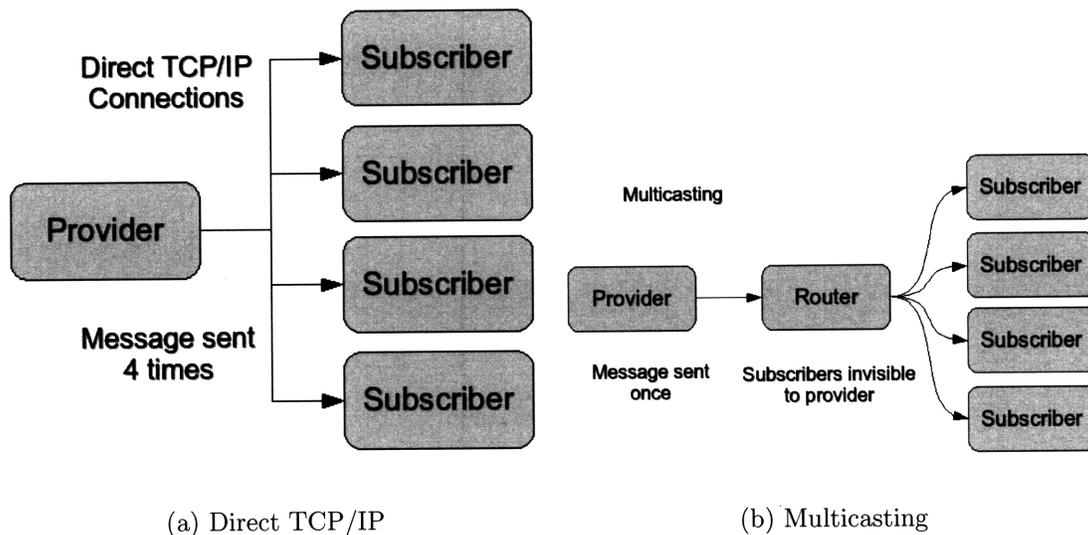 Direct TCP/IP
Connections
Provider
Message sent
4 times
Subscriber
Subscriber
Subscriber
Subscriber
(a) Direct TCP/IP
Multicasting
Provider
Message sent
once
Router
Subscribers invisible
to provider
Subscriber
Subscriber
Subscriber
Subscriber
(b) Multicasting